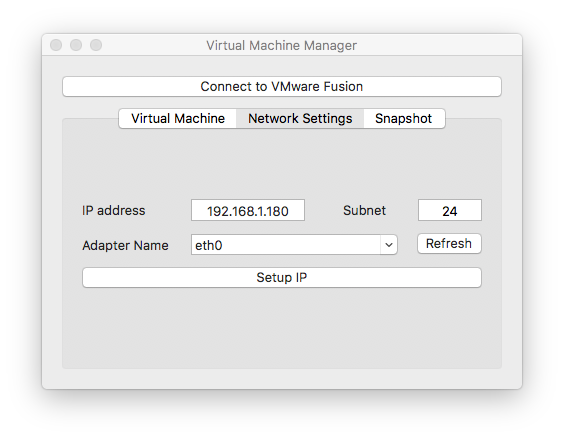 Virtual Machine Manager
Connect to VMware Fusion
Virtual Machine Network Settings Snapshot
IP address 192.168.1.180 Subnet 24
Adapter Name eth0 Refresh
Setup IP